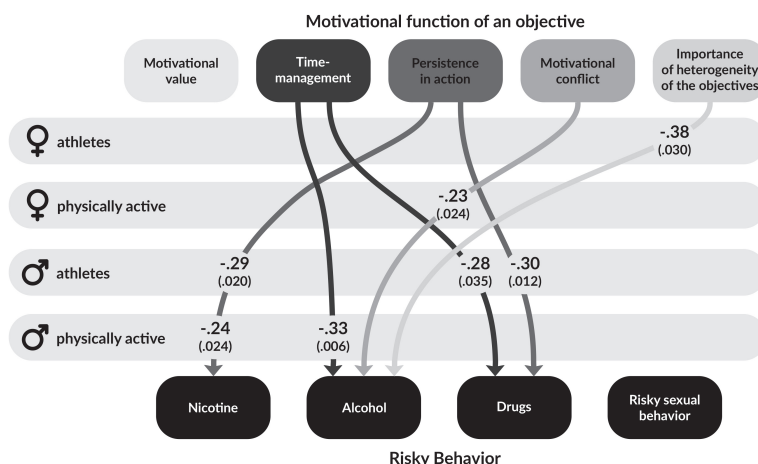 Motivational function of an objective
Motivational
value
Time-
management
Persistence
in action
Motivational
conflict
Importance
of heterogeneity
of the objectives
♀ athletes
-.38
(.030)
♀ physically active
-.23
(.024)
♂ athletes
-.29
(.020)
-.28
(.035)
-.30
(.012)
♂ physically active
-.24
(.024)
-.33
(.006)
Nicotine
Alcohol
Drugs
Risky sexual
behavior
Risky Behavior